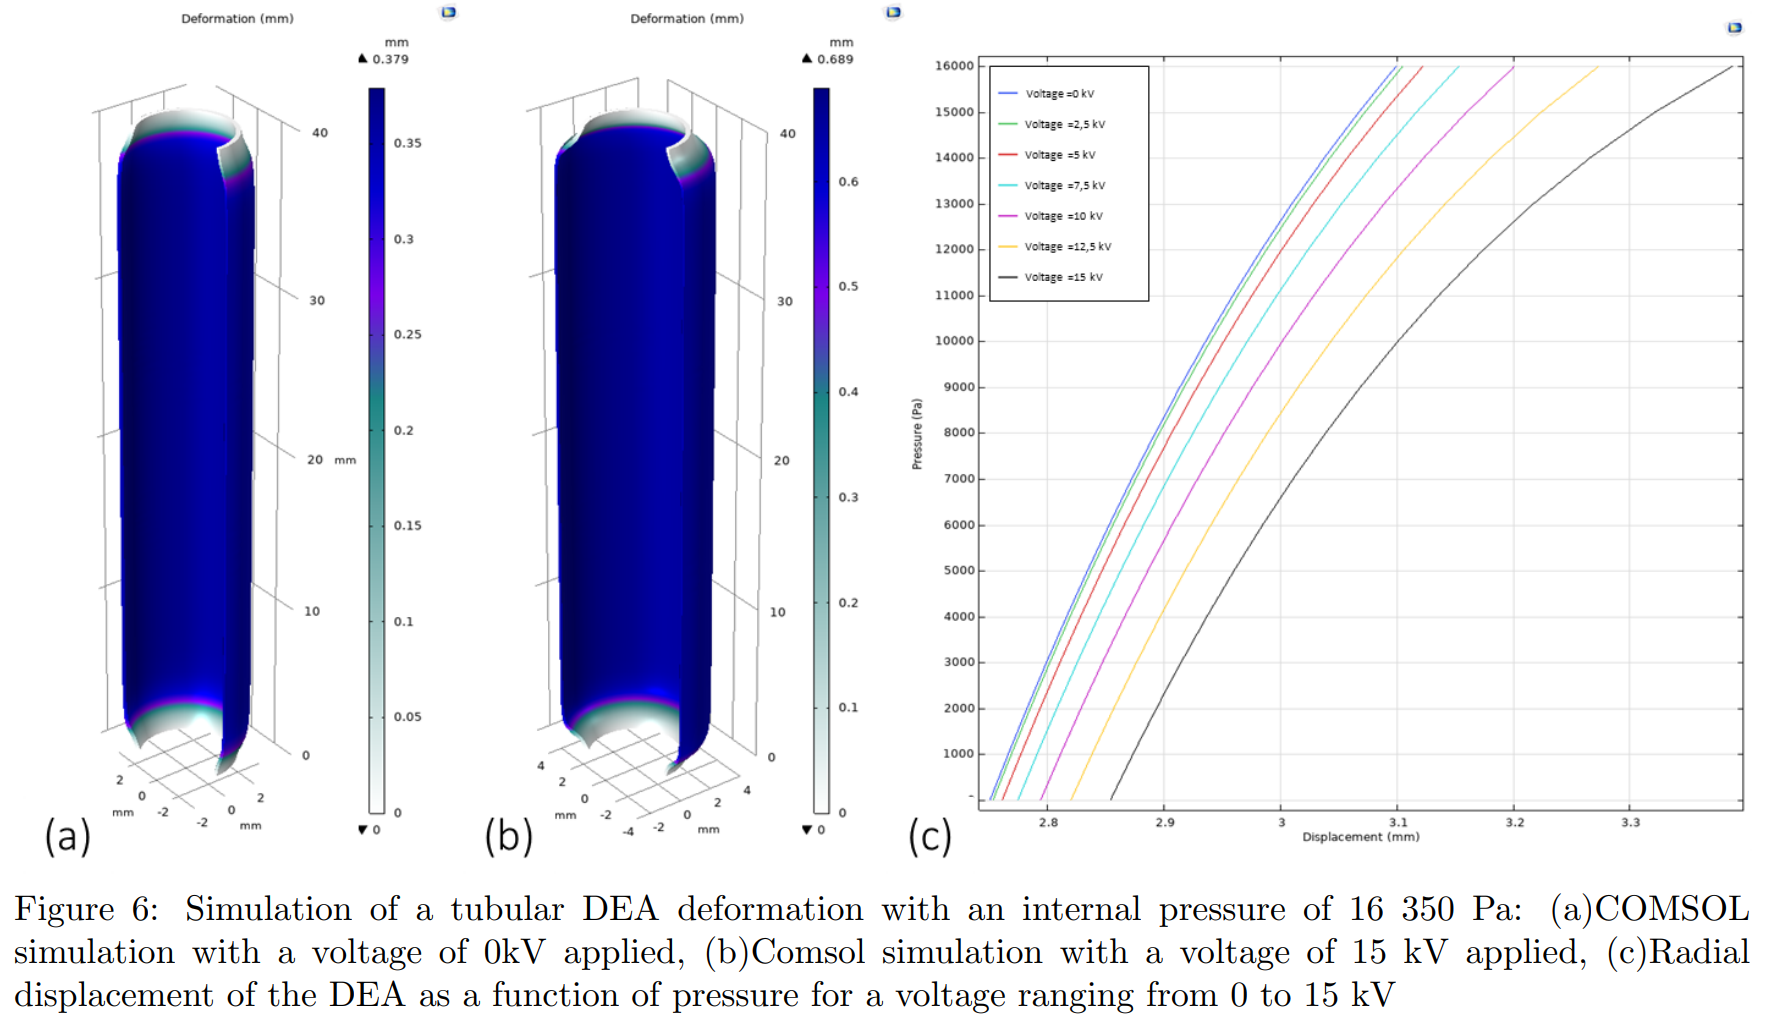 Deformation (mm)
mm
▲ 0.379
40
0.35
0.3
30
0.25
0.2
20 mm
0.15
0.1
10
0.05
0
0
▼ 0
2
0
mm
-2
-2
0
2
mm
(a)
Deformation (mm)
mm
▲ 0.689
40
0.6
0.5
30
0.4
20
0.3
0.2
10
0.1
0
0
▼ 0
4
2
0
mm
-2
-4
-2
0
2
4
mm
(b)
16000
15000
14000
13000
12000
11000
10000
9000
8000
7000
6000
5000
4000
3000
2000
1000
-
Pressure (Pa)
Voltage =0 kV
Voltage =2,5 kV
Voltage =5 kV
Voltage =7,5 kV
Voltage =10 kV
Voltage =12,5 kV
Voltage =15 kV
2.8 2.9 3 3.1 3.2 3.3
Displacement (mm)
(c)
Figure 6: Simulation of a tubular DEA deformation with an internal pressure of 16 350 Pa: (a)COMSOL
simulation with a voltage of 0kV applied, (b)Comsol simulation with a voltage of 15 kV applied, (c)Radial
displacement of the DEA as a function of pressure for a voltage ranging from 0 to 15 kV